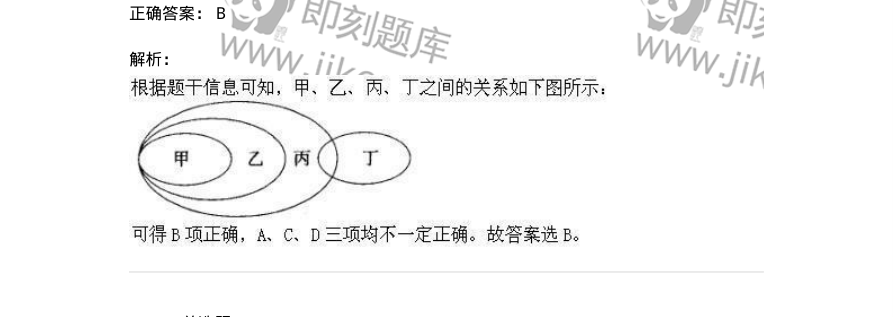 正确答案: B
即刻题库
即刻
www.jik
www.jik
解析:
根据题干信息可知，甲、乙、丙、丁之间的关系如下图所示：
甲 乙 丙 丁
可得 B 项正确，A、C、D 三项均不一定正确。故答案选 B。